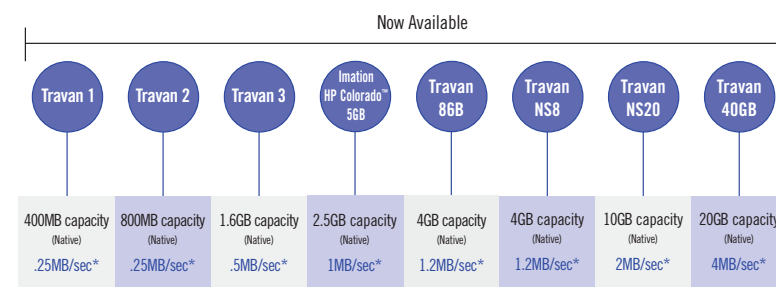 Now Available
Travan 1
Travan 2
Travan 3
Imation
HP Colorado™
5GB
Travan
86B
Travan
NS8
Travan
NS20
Travan
40GB
400MB capacity
(Native)
.25MB/sec*
800MB capacity
(Native)
.25MB/sec*
1.6GB capacity
(Native)
.5MB/sec*
2.5GB capacity
(Native)
1MB/sec*
4GB capacity
(Native)
1.2MB/sec*
4GB capacity
(Native)
1.2MB/sec*
10GB capacity
(Native)
2MB/sec*
20GB capacity
(Native)
4MB/sec*